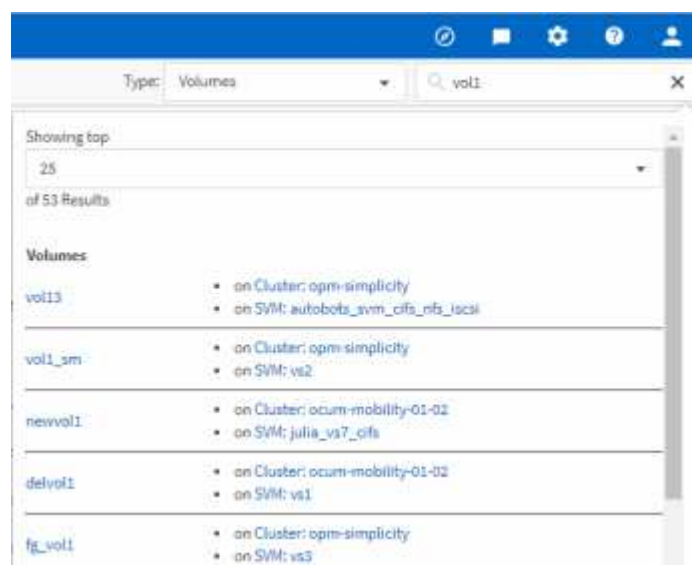 Type: Volumes vol1
Showing top
25
of 53 Results
Volumes
vol13
• on Cluster: opm-simplicity
• on SVM: autobots_svm_cifs_nfs_iscsi
vol1_sm
• on Cluster: opm-simplicity
• on SVM: vs2
newvol1
• on Cluster: ocum-mobility-01-02
• on SVM: julia_vs7_cifs
delvol1
• on Cluster: ocum-mobility-01-02
• on SVM: vs1
fg_vol1
• on Cluster: opm-simplicity
• on SVM: vs3